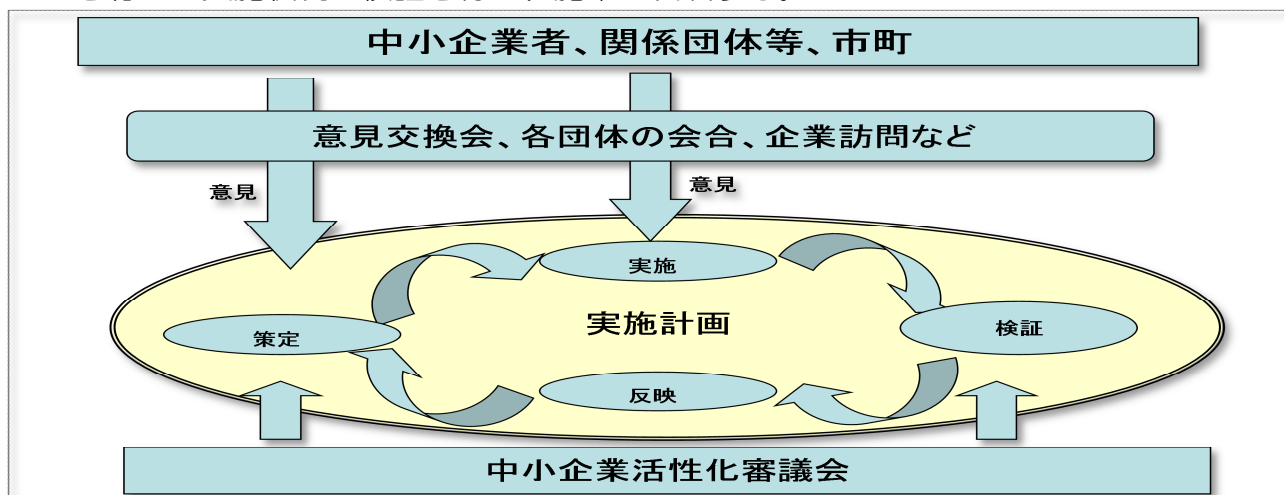 中小企業者、関係団体等、市町
意見交換会、各団体の会合、企業訪問など
意見
意見
実施
実施計画
策定
検証
反映
中小企業活性化審議会